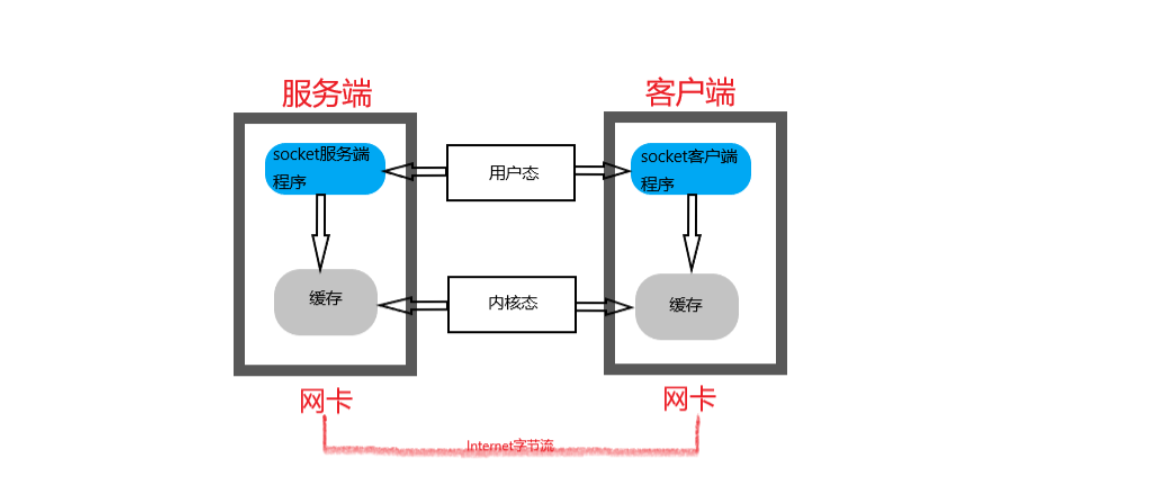 服务端
客户端
socket服务端
程序
用户态
socket客户端
程序
缓存
内核态
缓存
网卡
网卡
Internet字节流